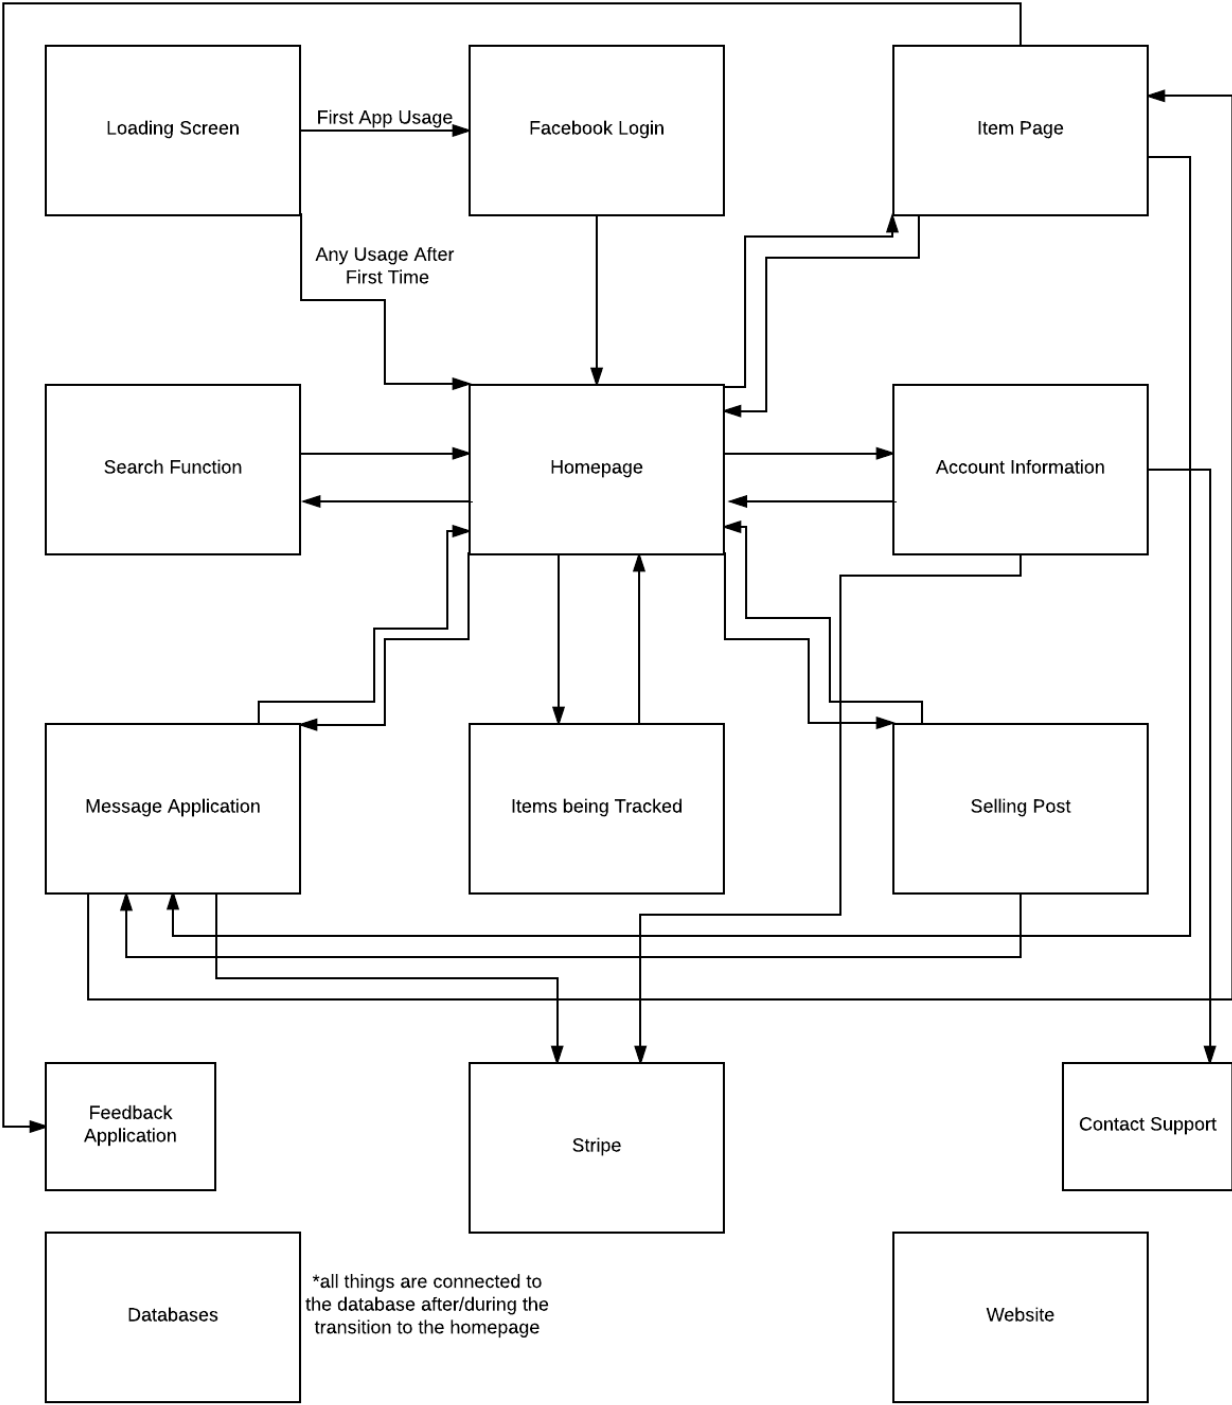 Loading Screen
First App Usage
Facebook Login
Item Page
Any Usage After
First Time
Search Function
Homepage
Account Information
Message Application
Items being Tracked
Selling Post
Feedback
Application
Stripe
Contact Support
Databases
*all things are connected to
the database after/during the
transition to the homepage
Website